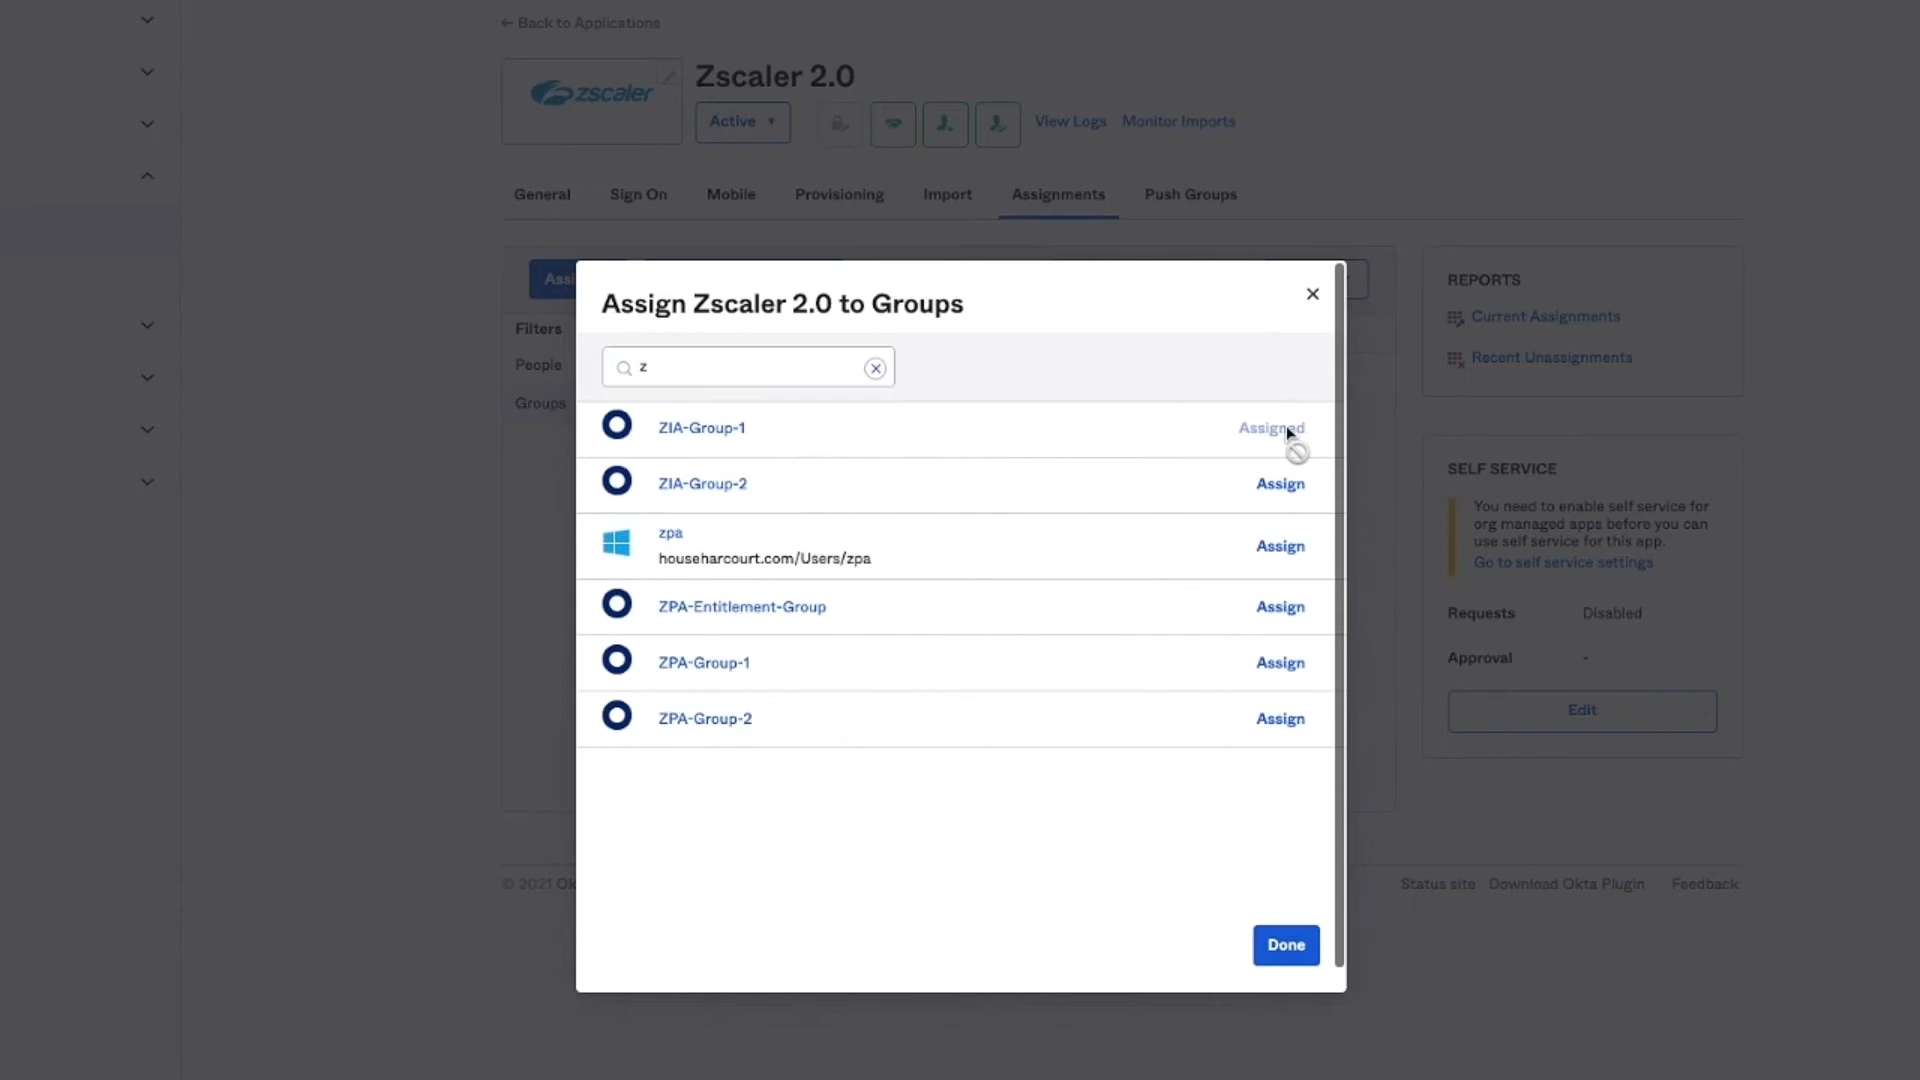 ← Back to Applications
zscaler
Zscaler 2.0
Active ▼
View Logs
Monitor Imports
General
Sign On
Mobile
Provisioning
Import
Assignments
Push Groups
Filters
People
Groups
Assign Zscaler 2.0 to Groups
z
ZIA-Group-1
Assigned
ZIA-Group-2
Assign
zpa
househarcourt.com/Users/zpa
Assign
ZPA-Entitlement-Group
Assign
ZPA-Group-1
Assign
ZPA-Group-2
Assign
Done
REPORTS
Current Assignments
Recent Unassignments
SELF SERVICE
You need to enable self service for
org managed apps before you can
use self service for this app.
Go to self service settings
Requests Disabled
Approval -
Edit
© 2021 Ok
Status site
Download Okta Plugin
Feedback